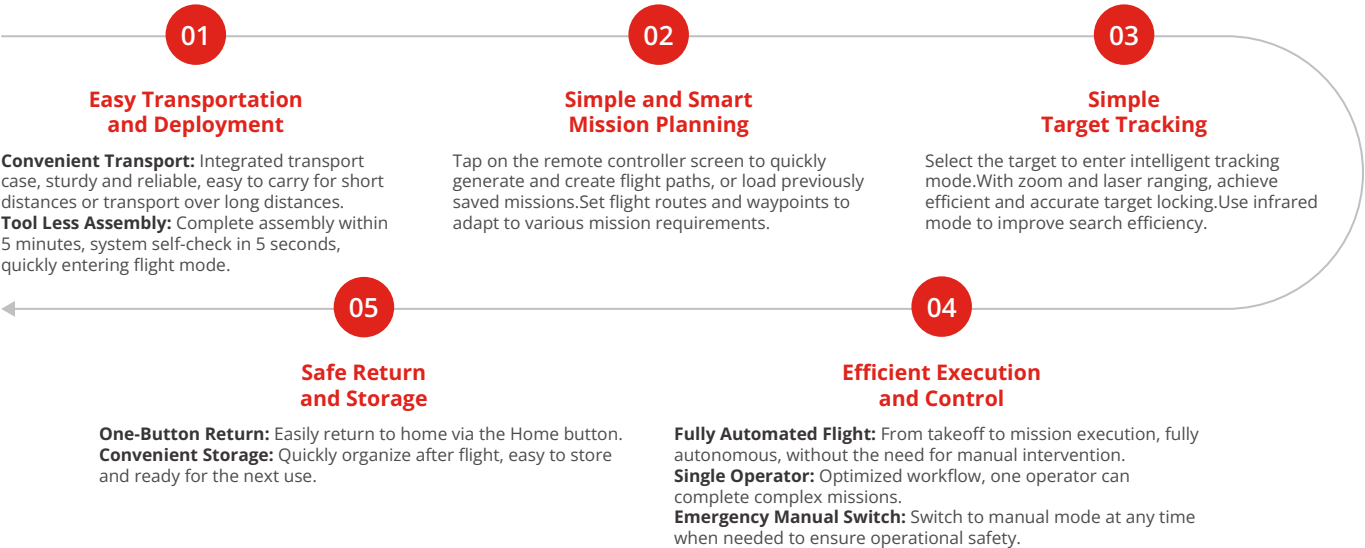 01
Easy Transportation
and Deployment
Convenient Transport: Integrated transport
case, sturdy and reliable, easy to carry for short
distances or transport over long distances.
Tool Less Assembly: Complete assembly within
5 minutes, system self-check in 5 seconds,
quickly entering flight mode.
02
Simple and Smart
Mission Planning
Tap on the remote controller screen to quickly
generate and create flight paths, or load previously
saved missions.Set flight routes and waypoints to
adapt to various mission requirements.
03
Simple
Target Tracking
Select the target to enter intelligent tracking
mode.With zoom and laser ranging, achieve
efficient and accurate target locking.Use infrared
mode to improve search efficiency.
04
Efficient Execution
and Control
Fully Automated Flight: From takeoff to mission execution, fully
autonomous, without the need for manual intervention.
Single Operator: Optimized workflow, one operator can
complete complex missions.
Emergency Manual Switch: Switch to manual mode at any time
when needed to ensure operational safety.
05
Safe Return
and Storage
One-Button Return: Easily return to home via the Home button.
Convenient Storage: Quickly organize after flight, easy to store
and ready for the next use.